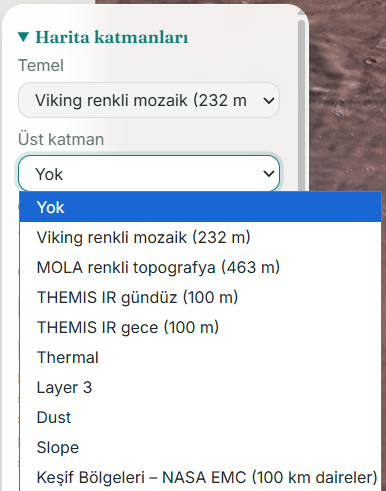 ▼ Harita katmanları
Temel
Viking renkli mozaik (232 m
Üst katman
Yok
Yok
Viking renkli mozaik (232 m)
MOLA renkli topografya (463 m)
THEMIS IR gündüz (100 m)
THEMIS IR gece (100 m)
Thermal
Layer 3
Dust
Slope
Keşif Bölgeleri – NASA EMC (100 km daireler)